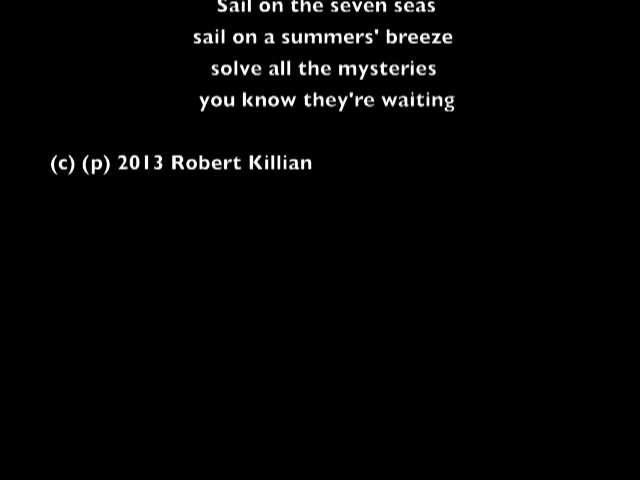 Sail on the seven seas
sail on a summers' breeze
solve all the mysteries
you know they're waiting
(c) (p) 2013 Robert Killian